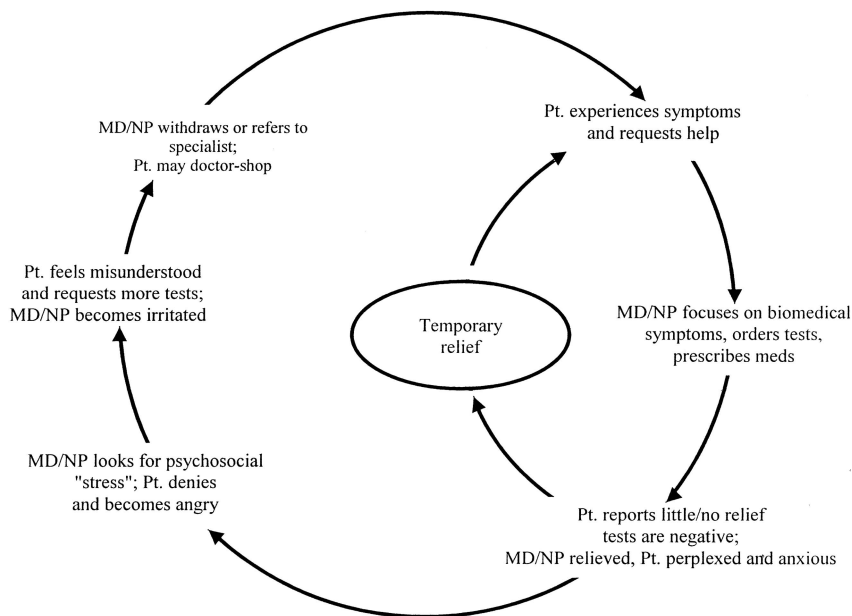 Pt. experiences symptoms
and requests help
MD/NP focuses on biomedical
symptoms, orders tests,
prescribes meds
Pt. reports little/no relief
tests are negative;
MD/NP relieved, Pt. perplexed and anxious
Temporary
relief
MD/NP looks for psychosocial
"stress"; Pt. denies
and becomes angry
Pt. feels misunderstood
and requests more tests;
MD/NP becomes irritated
MD/NP withdraws or refers to
specialist;
Pt. may doctor-shop